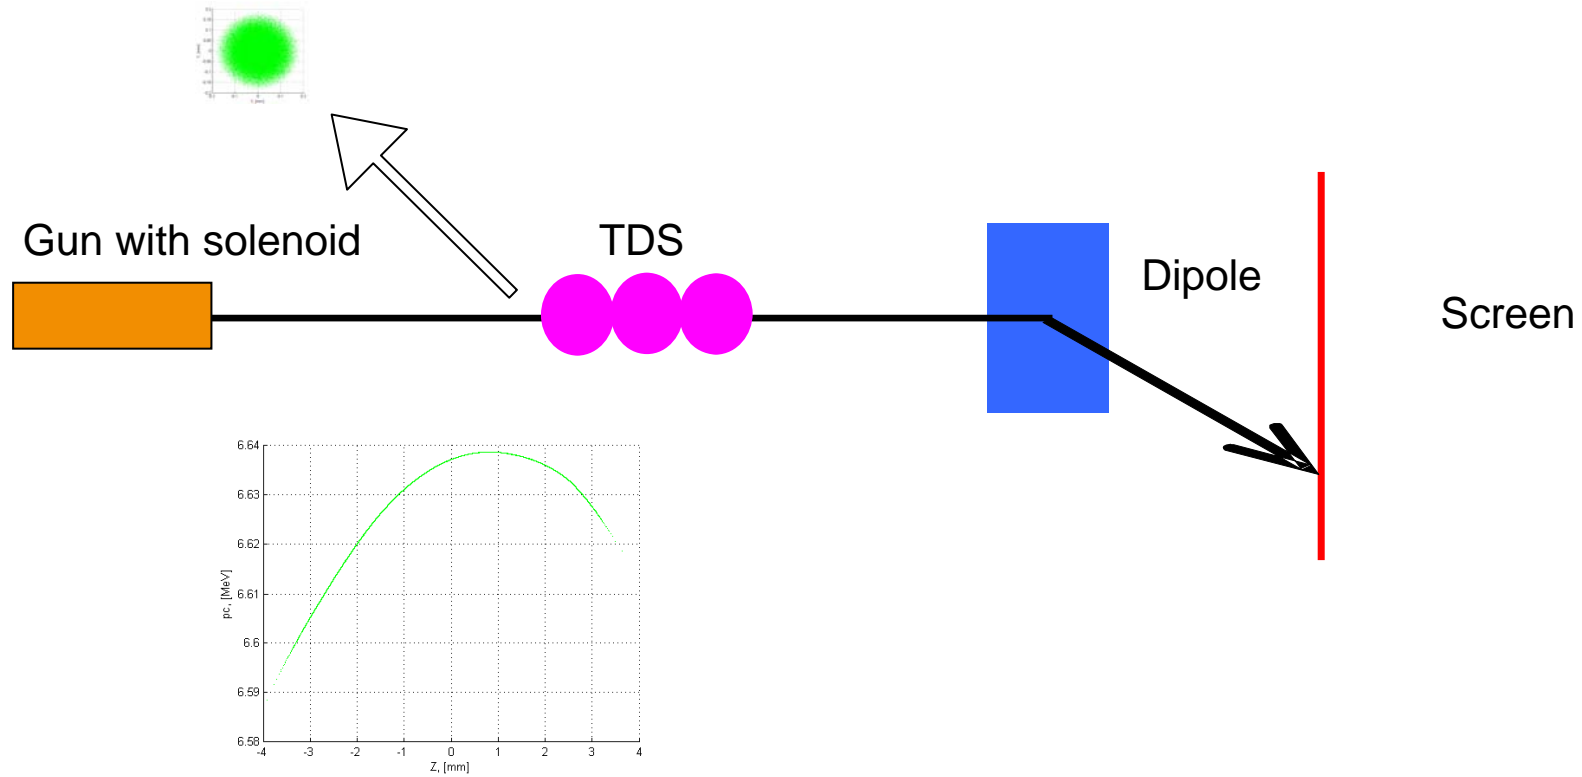 Gun with solenoid
TDS
Dipole
Screen
6.64
6.63
6.62
6.61
6.6
6.59
6.58
pc, [MeV]
-4 -3 -2 -1 0 1 2 3 4
Z, [mm]